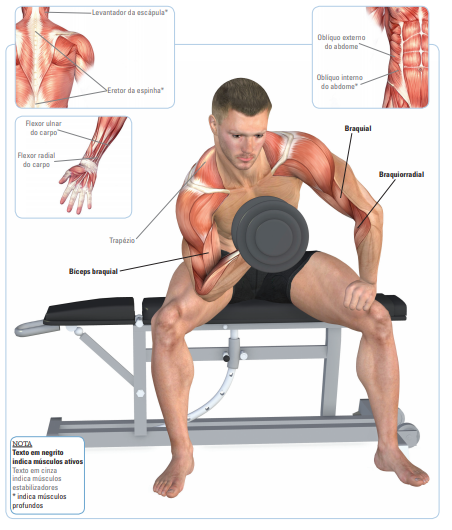 Levantador da escápula*
Eretor da espinha*
Oblíquo externo
do abdome
Oblíquo interno
do abdome*
Flexor ulnar
do carpo
Flexor radial
do carpo
Braquial
Braquiorradial
Trapézio
Bíceps braquial
NOTA
Texto em negrito
indica músculos ativos
Texto em cinza
indica músculos
estabilizadores
* indica músculos
profundos